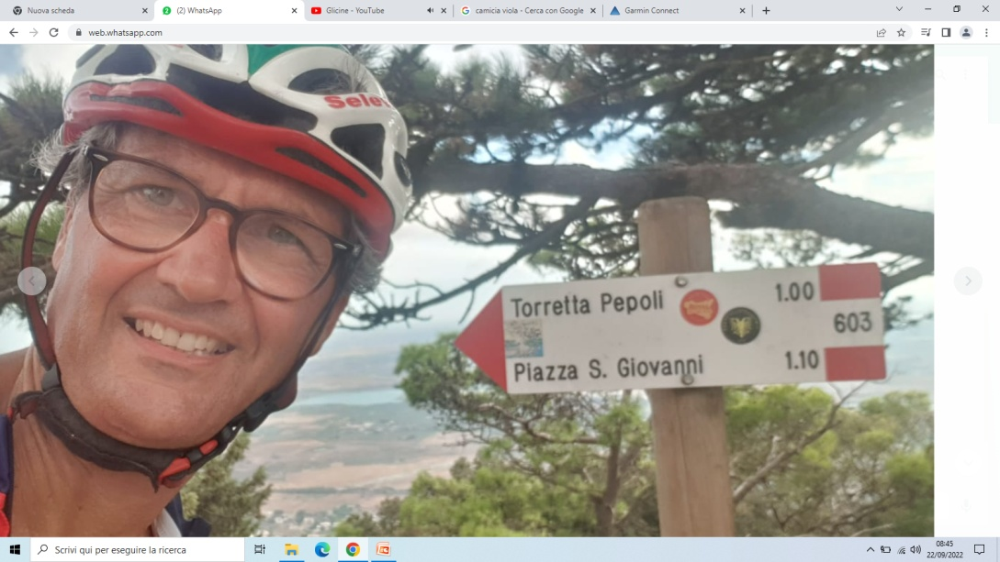 Nuova scheda
(2) WhatsApp
Glicine - YouTube
camicia viola - Cerca con Google
Garmin Connect
web.whatsapp.com
Torretta Pepoli 1.00
603
Piazza S. Giovanni 1.10
Scrivi qui per eseguire la ricerca
08:45
22/09/2022